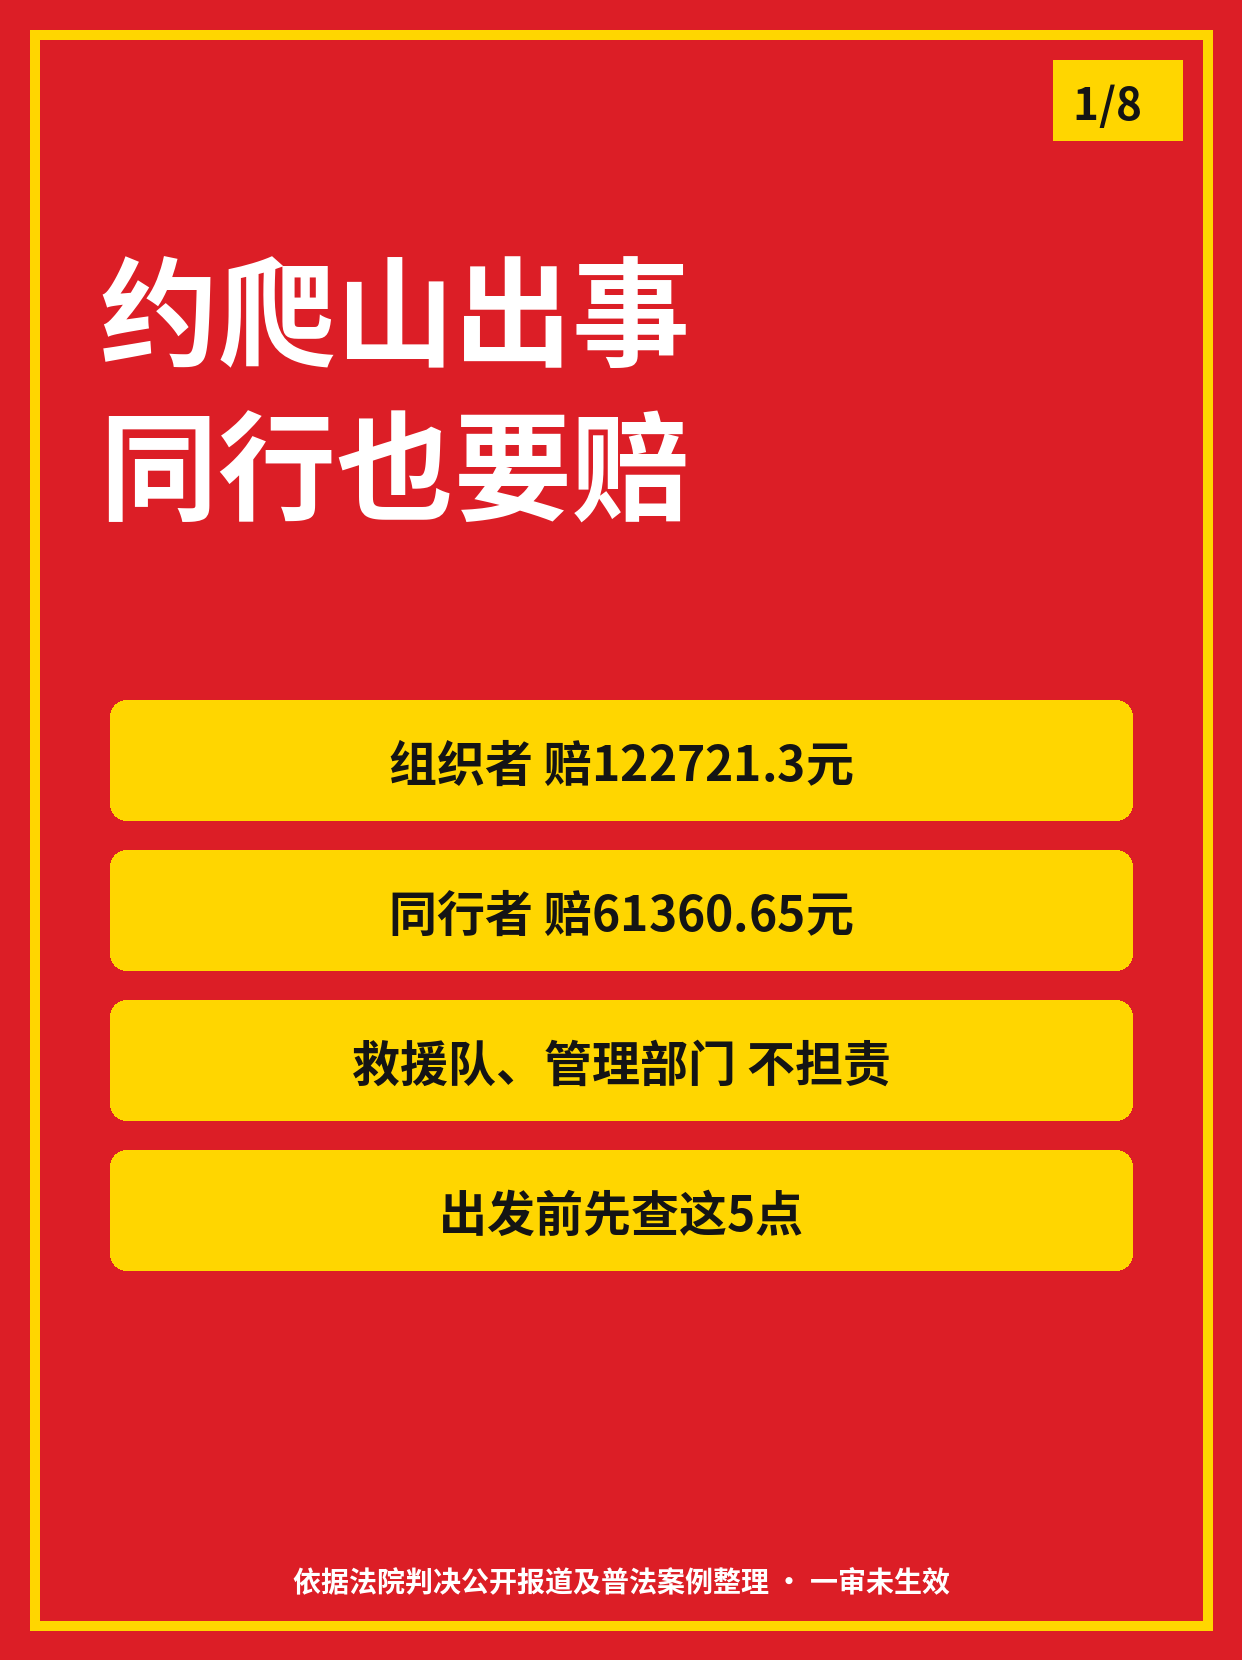 1/8
约爬山出事
同行也要赔
组织者 赔122721.3元
同行者 赔61360.65元
救援队、管理部门 不担责
出发前先查这5点
依据法院判决公开报道及普法案例整理 · 一审未生效